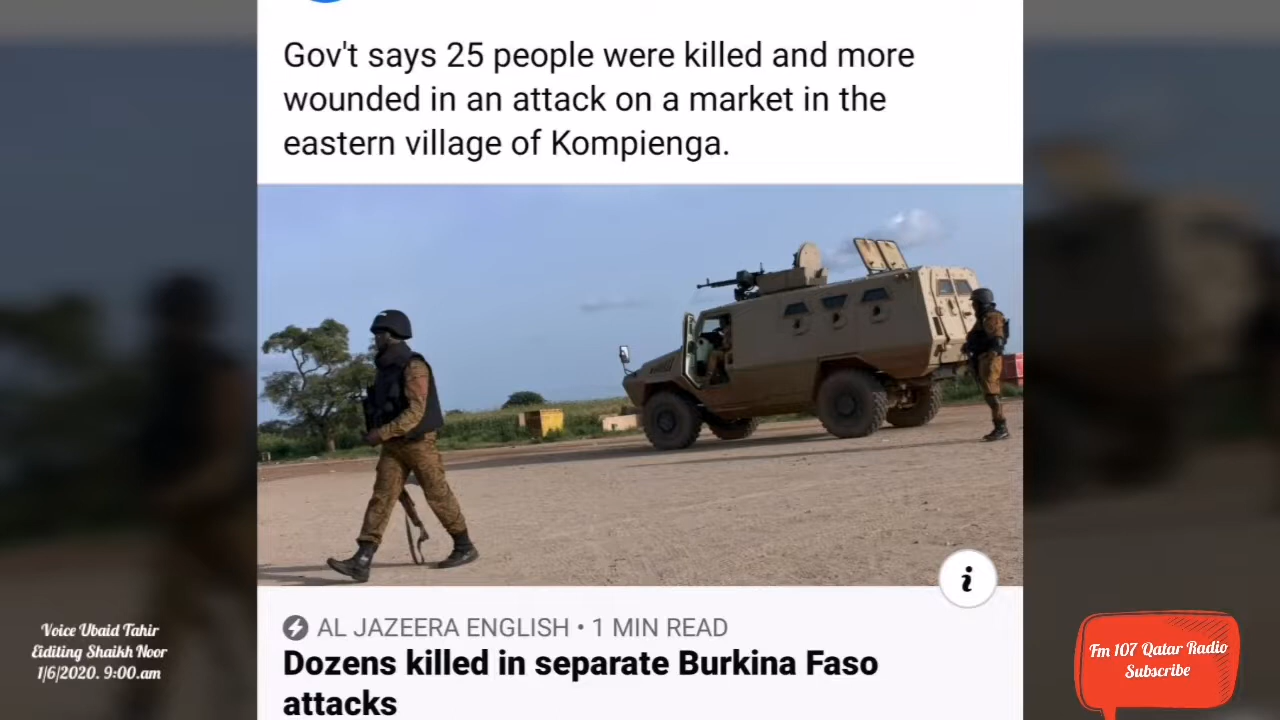 Gov't says 25 people were killed and more
wounded in an attack on a market in the
eastern village of Kompienga.
AL JAZEERA ENGLISH • 1 MIN READ
Dozens killed in separate Burkina Faso
attacks
Voice Ubaid Tahir
Eiditing Shaikh Noor
1/6/2020. 9:00.am
Fm 107 Qatar Radio
Subscribe